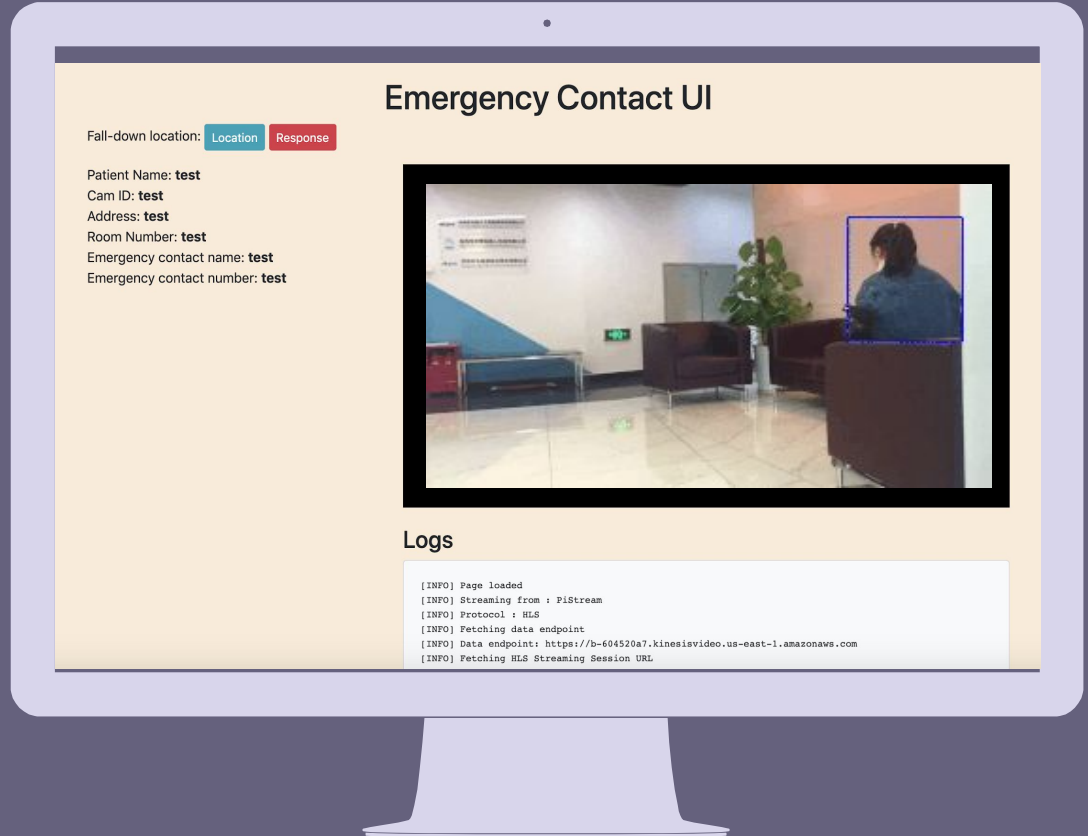 Emergency Contact UI
Fall-down location: Location Response
Patient Name: test
Cam ID: test
Address: test
Room Number: test
Emergency contact name: test
Emergency contact number: test
Logs
[INFO] Page loaded
[INFO] Streaming from : PiStream
[INFO] Protocol : HLS
[INFO] Fetching data endpoint
[INFO] Data endpoint: https://b-604520a7.kinesisvideo.us-east-1.amazonaws.com
[INFO] Fetching HLS Streaming Session URL